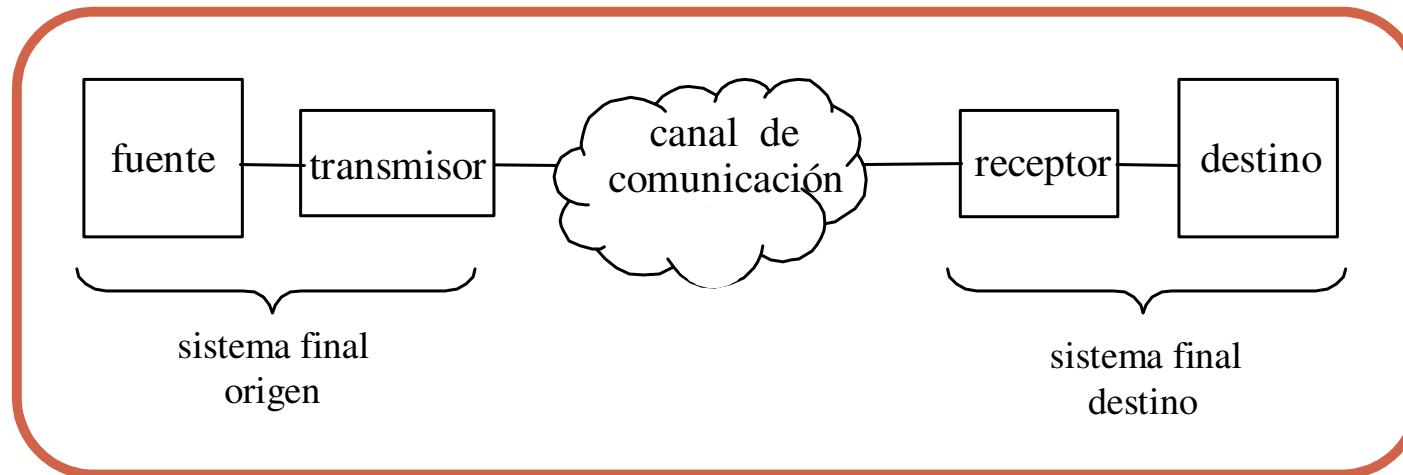 fuente
transmisor
canal de
comunicación
receptor
destino
sistema final
origen
sistema final
destino